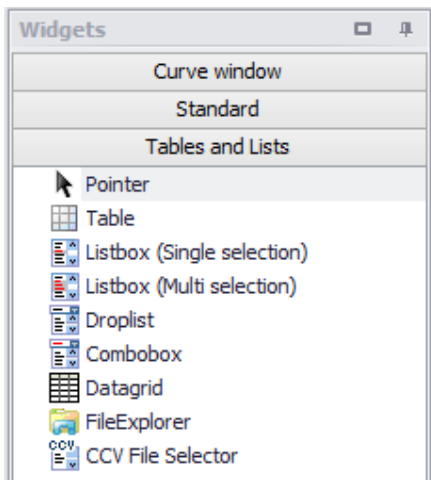 Widgets
Curve window
Standard
Tables and Lists
Pointer
Table
Listbox (Single selection)
Listbox (Multi selection)
Droplist
Combobox
Datagrid
FileExplorer
CCV CCV File Selector